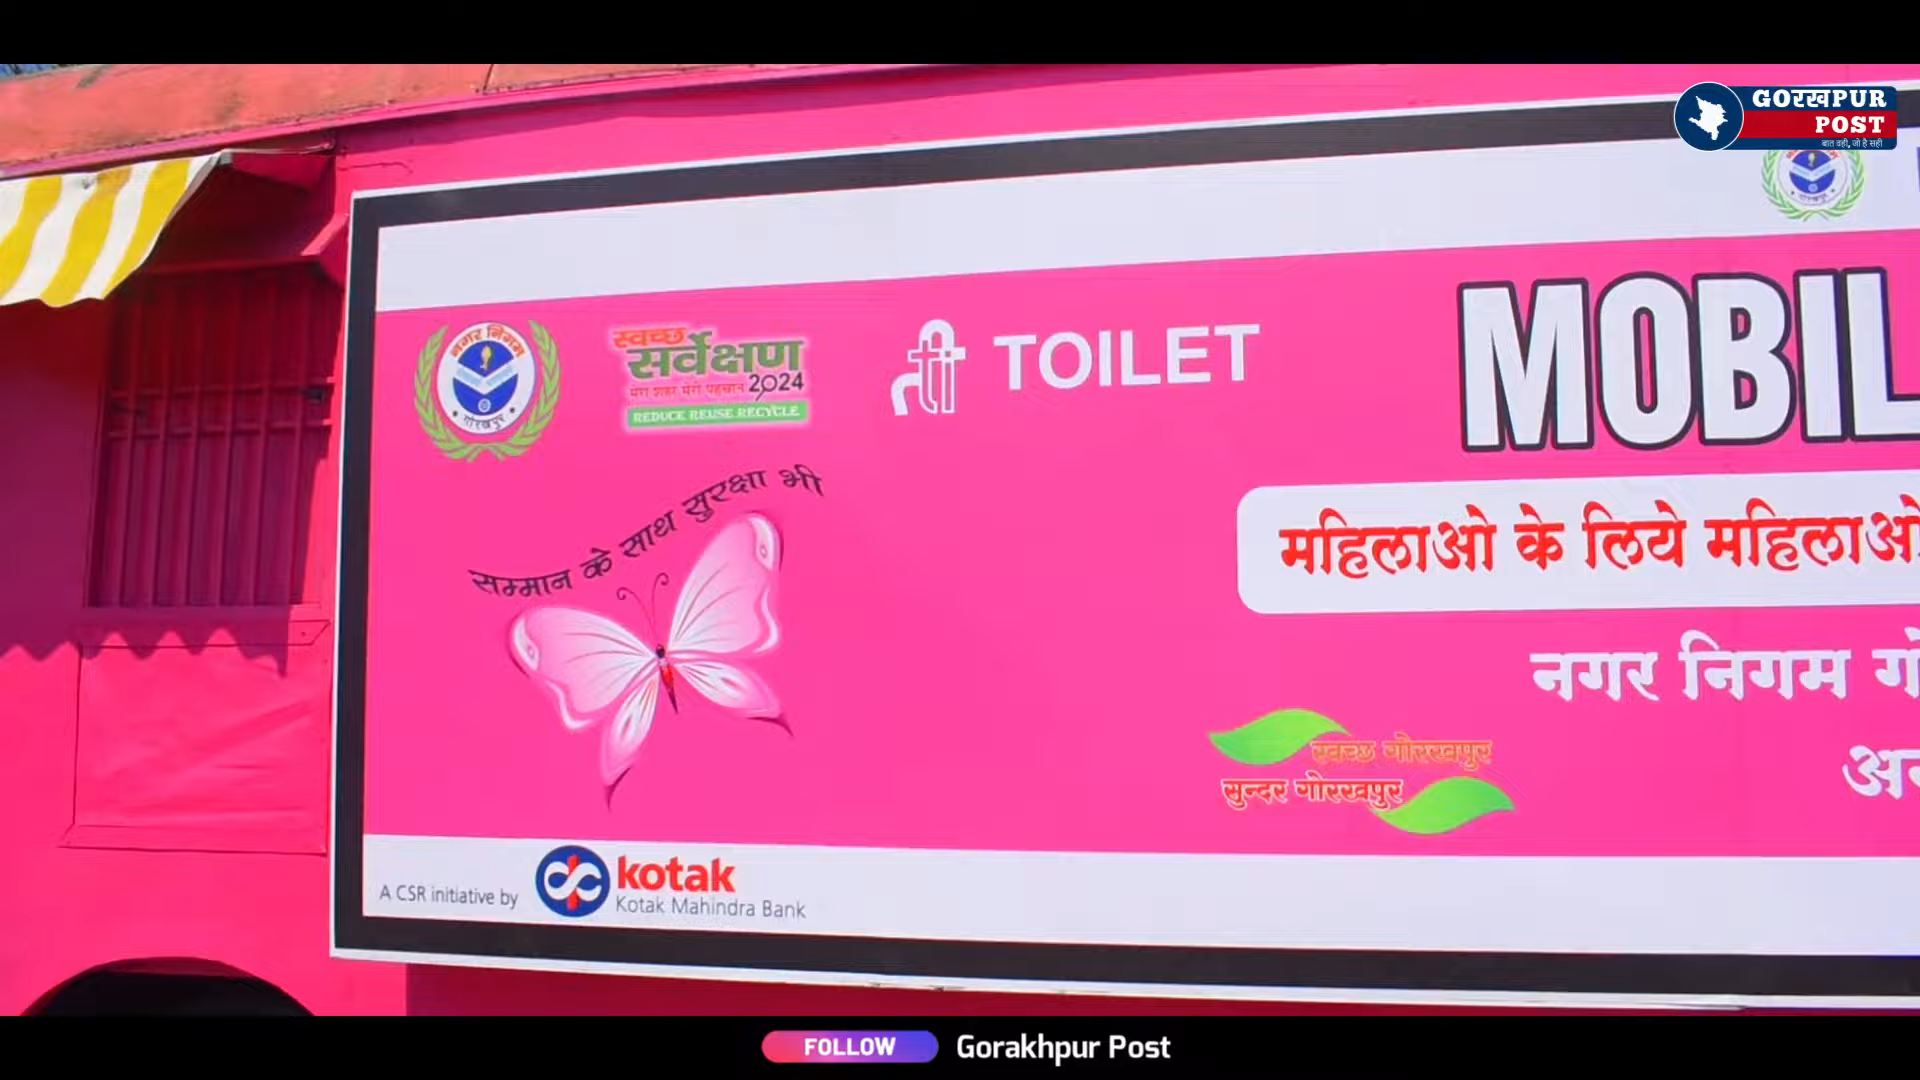 GOरखPUR
POST
बात वही, जो है सही
नगर निगम
गोरखपुर
स्वच्छ
सर्वेक्षण
मेरा शहर मेरी पहचान 2024
REDUCE REUSE RECYCLE
ती TOILET
MOBIL
सम्मान के साथ सुरक्षा भी
महिलाओ के लिये महिलाओ
नगर निगम गो
स्वच्छ गोरखपुर
सुन्दर गोरखपुर
A CSR initiative by
kotak
Kotak Mahindra Bank
FOLLOW Gorakhpur Post